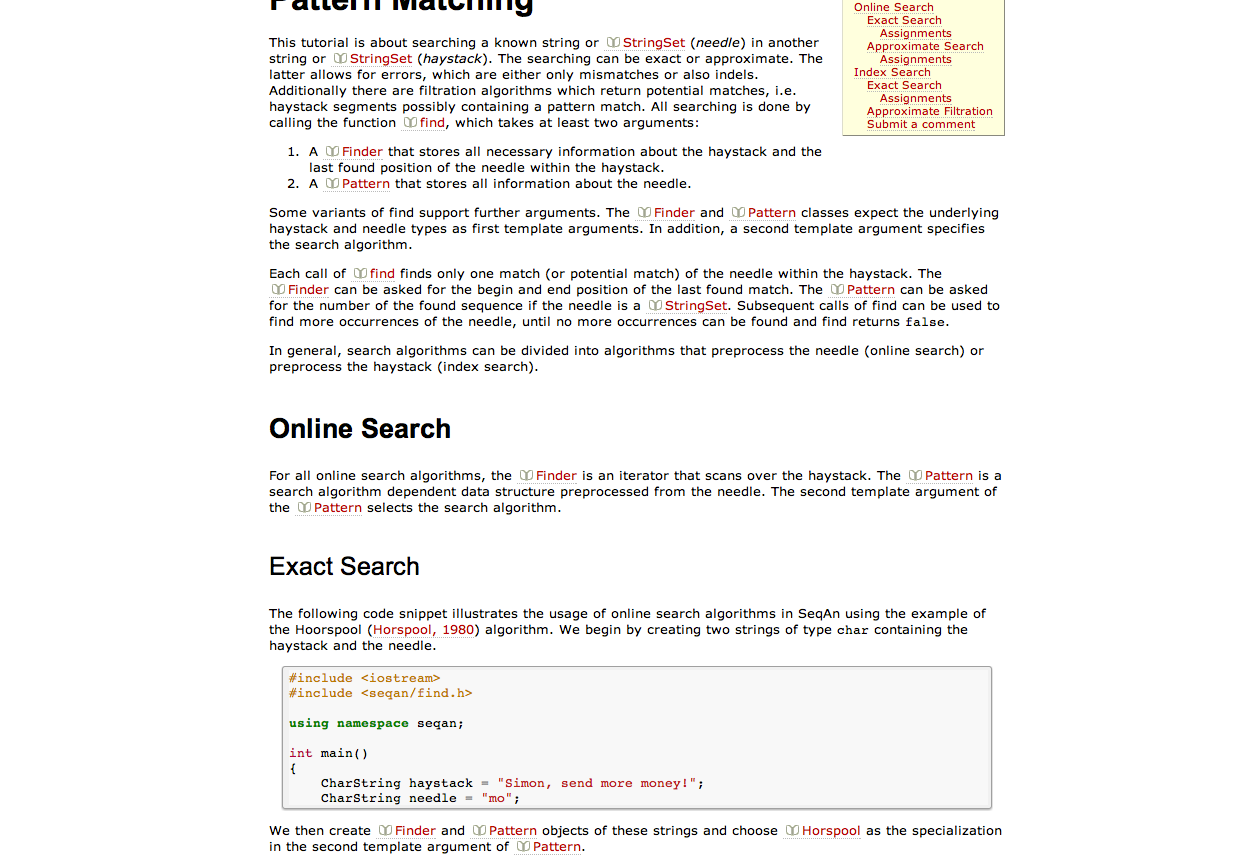 Pattern Matching
Online Search
Exact Search
Assignments
Approximate Search
Assignments
Index Search
Exact Search
Assignments
Approximate Filtration
Submit a comment
This tutorial is about searching a known string or StringSet (needle) in another
string or StringSet (haystack). The searching can be exact or approximate. The
latter allows for errors, which are either only mismatches or also indels.
Additionally there are filtration algorithms which return potential matches, i.e.
haystack segments possibly containing a pattern match. All searching is done by
calling the function find, which takes at least two arguments:
1. A Finder that stores all necessary information about the haystack and the
last found position of the needle within the haystack.
2. A Pattern that stores all information about the needle.
Some variants of find support further arguments. The Finder and Pattern classes expect the underlying
haystack and needle types as first template arguments. In addition, a second template argument specifies
the search algorithm.
Each call of find finds only one match (or potential match) of the needle within the haystack. The
Finder can be asked for the begin and end position of the last found match. The Pattern can be asked
for the number of the found sequence if the needle is a StringSet. Subsequent calls of find can be used to
find more occurrences of the needle, until no more occurrences can be found and find returns false.
In general, search algorithms can be divided into algorithms that preprocess the needle (online search) or
preprocess the haystack (index search).
Online Search
For all online search algorithms, the Finder is an iterator that scans over the haystack. The Pattern is a
search algorithm dependent data structure preprocessed from the needle. The second template argument of
the Pattern selects the search algorithm.
Exact Search
The following code snippet illustrates the usage of online search algorithms in SeqAn using the example of
the Hoorspool (Horspool, 1980) algorithm. We begin by creating two strings of type char containing the
haystack and the needle.
#include <iostream>
#include <seqan/find.h>
using namespace seqan;
int main()
{
CharString haystack = "Simon, send more money!";
CharString needle = "mo";
We then create Finder and Pattern objects of these strings and choose Horspool as the specialization
in the second template argument of Pattern.